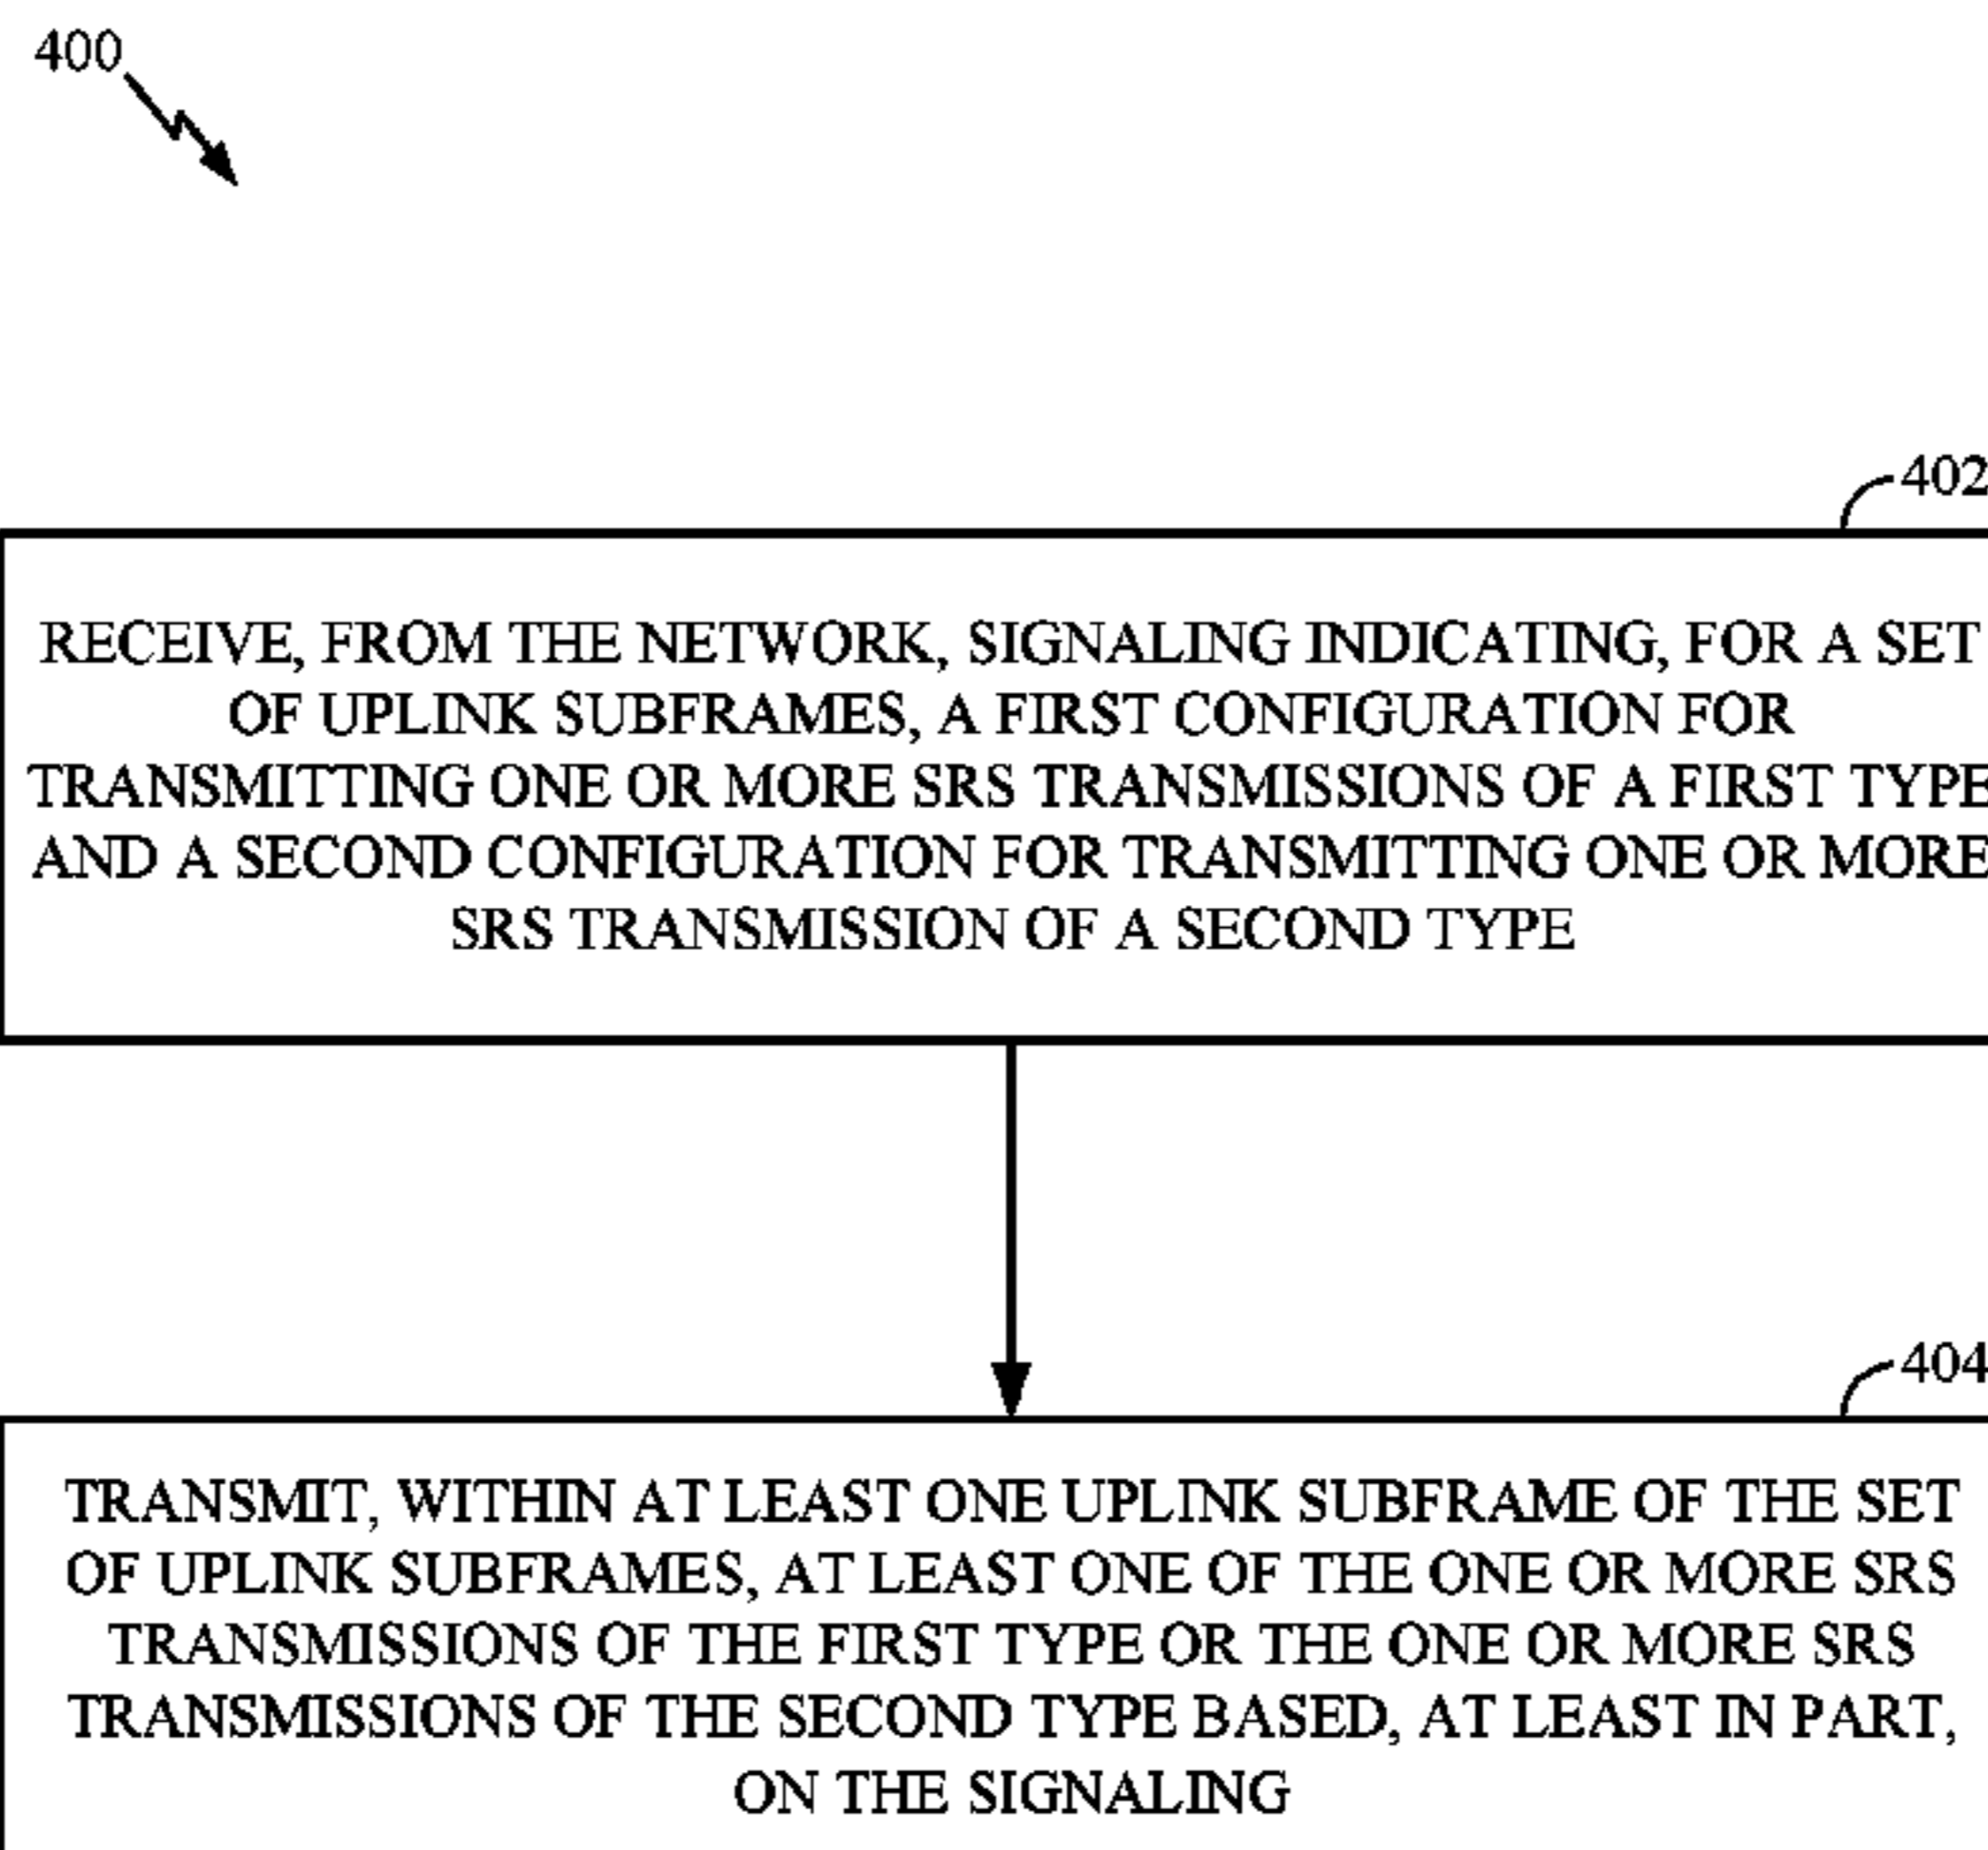 400
402
RECEIVE, FROM THE NETWORK, SIGNALING INDICATING, FOR A SET
OF UPLINK SUBFRAMES, A FIRST CONFIGURATION FOR
TRANSMITTING ONE OR MORE SRS TRANSMISSIONS OF A FIRST TYPE
AND A SECOND CONFIGURATION FOR TRANSMITTING ONE OR MORE
SRS TRANSMISSION OF A SECOND TYPE
404
TRANSMIT, WITHIN AT LEAST ONE UPLINK SUBFRAME OF THE SET
OF UPLINK SUBFRAMES, AT LEAST ONE OF THE ONE OR MORE SRS
TRANSMISSIONS OF THE FIRST TYPE OR THE ONE OR MORE SRS
TRANSMISSIONS OF THE SECOND TYPE BASED, AT LEAST IN PART,
ON THE SIGNALING